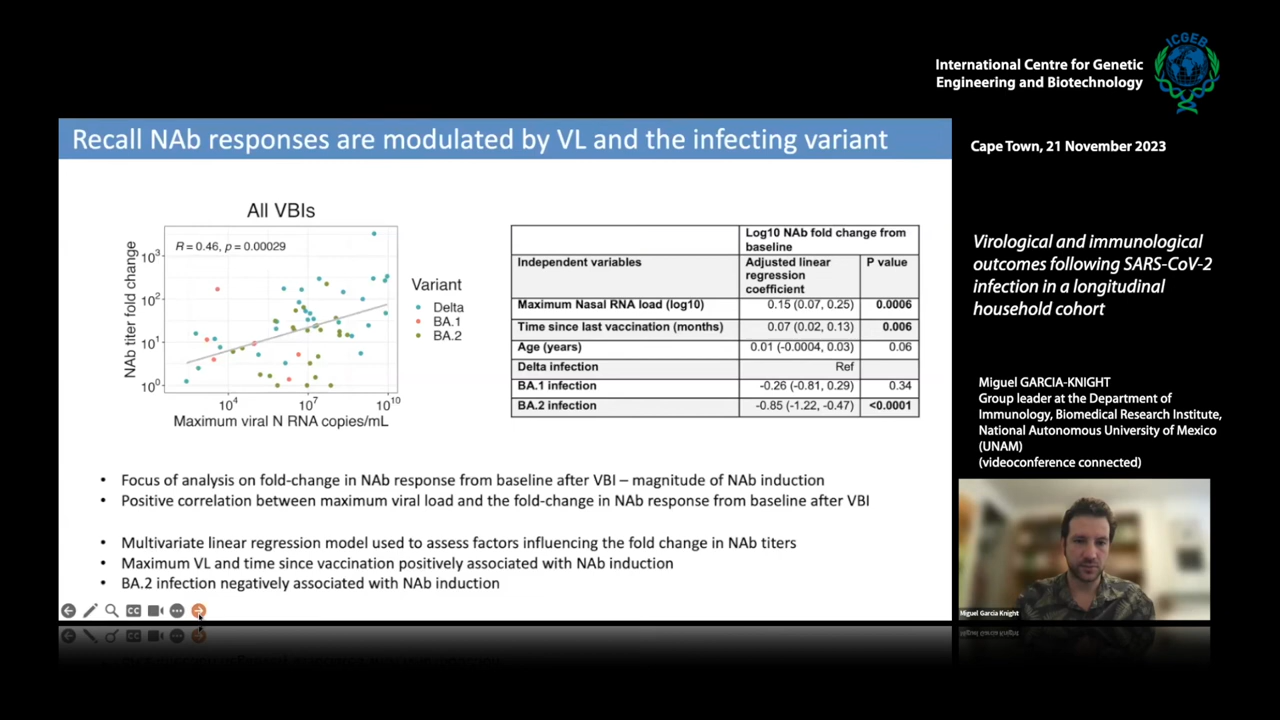 ICGEB
International Centre for Genetic
Engineering and Biotechnology
Cape Town, 21 November 2023
Recall NAb responses are modulated by VL and the infecting variant
All VBIs
R = 0.46, p = 0.00029
NAb titer fold change
10³
10²
10¹
10⁰
10⁴
10⁷
10¹⁰
Maximum viral N RNA copies/mL
Variant
Delta
BA.1
BA.2
Log10 NAb fold change from
baseline
Independent variables
Adjusted linear
regression
coefficient
P value
Maximum Nasal RNA load (log10) 0.15 (0.07, 0.25) 0.0006
Time since last vaccination (months) 0.07 (0.02, 0.13) 0.006
Age (years) 0.01 (-0.0004, 0.03) 0.06
Delta infection Ref
BA.1 infection -0.26 (-0.81, 0.29) 0.34
BA.2 infection -0.85 (-1.22, -0.47) <0.0001
• Focus of analysis on fold-change in NAb response from baseline after VBI – magnitude of NAb induction
• Positive correlation between maximum viral load and the fold-change in NAb response from baseline after VBI
• Multivariate linear regression model used to assess factors influencing the fold change in NAb titers
• Maximum VL and time since vaccination positively associated with NAb induction
• BA.2 infection negatively associated with NAb induction
CC
Virological and immunological
outcomes following SARS-CoV-2
infection in a longitudinal
household cohort
Miguel GARCIA-KNIGHT
Group leader at the Department of
Immunology, Biomedical Research Institute,
National Autonomous University of Mexico
(UNAM)
(videoconference connected)
Miguel Garcia Knight